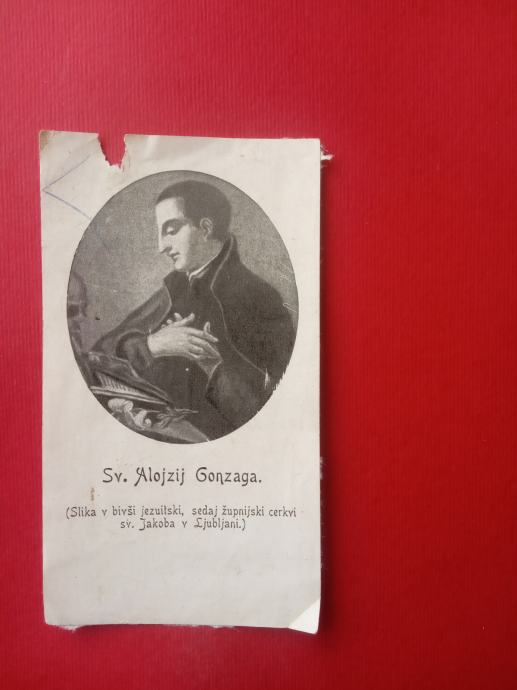 Sv. Alojzij Gonzaga.
(Slika v bivši jezuitski, sedaj župnijski cerkvi
sv. Jakoba v Ljubljani.)